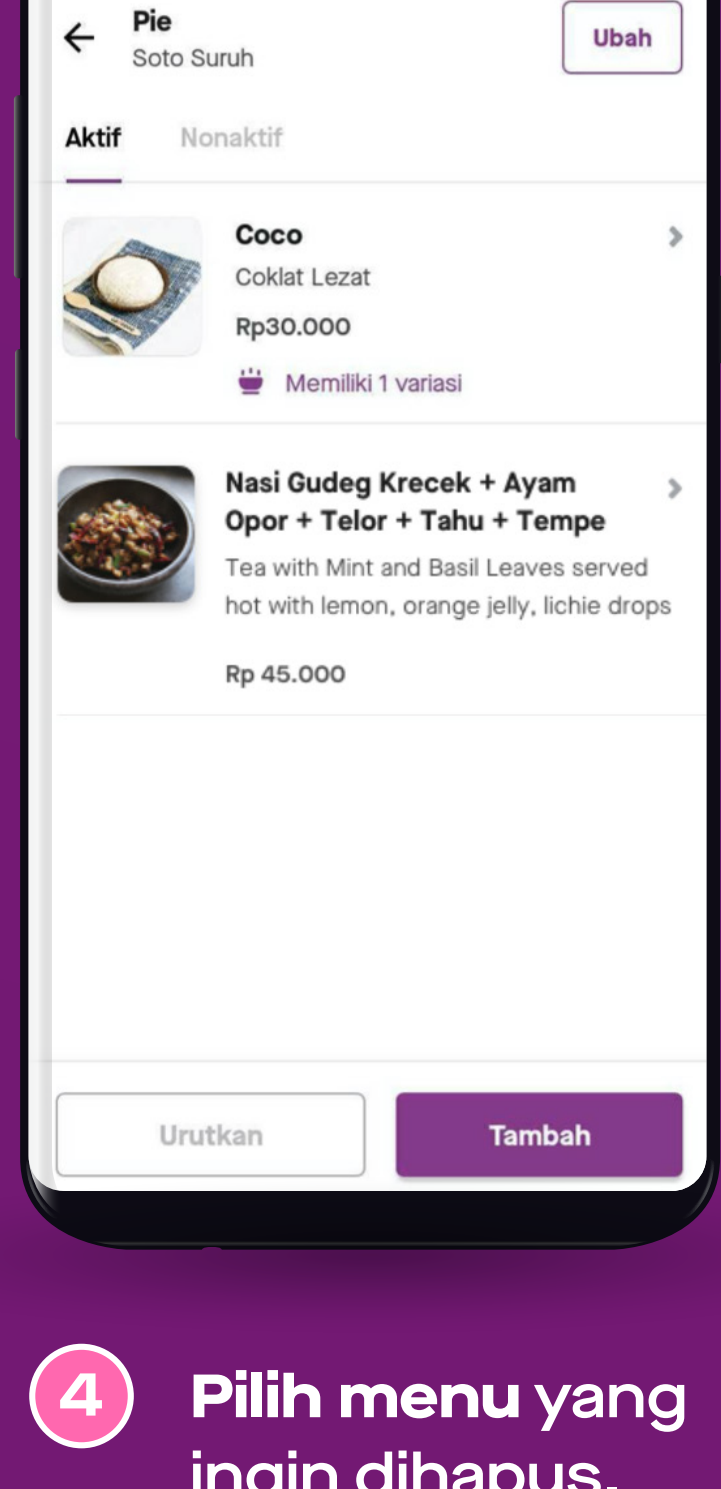 Pie
Soto Suruh
Ubah
Aktif
Nonaktif
Coco
Coklat Lezat
Rp30.000
Memiliki 1 variasi
Nasi Gudeg Krecek + Ayam
Opor + Telor + Tahu + Tempe
Tea with Mint and Basil Leaves served
hot with lemon, orange jelly, lichie drops
Rp 45.000
Urutkan
Tambah
4
Pilih menu yang
ingin dihapus.